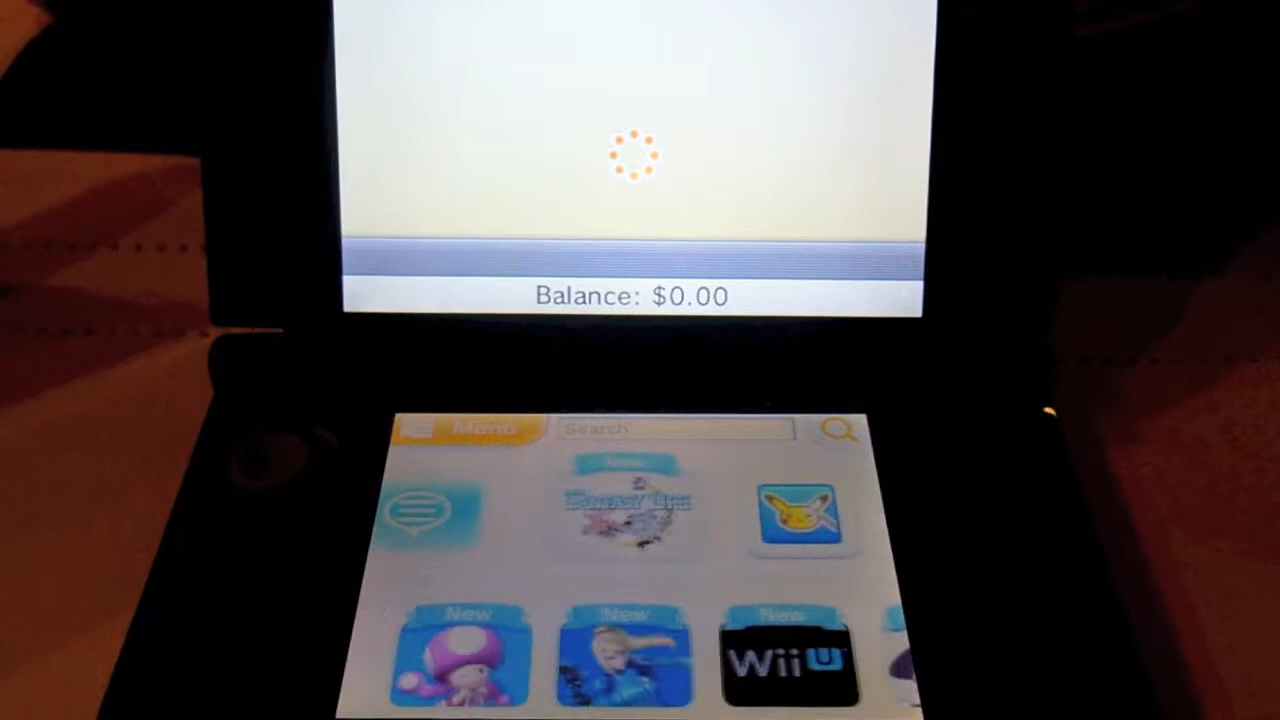 Balance: $0.00
Menu
Search
New
FANTASY LIFE
New
New
New
Wii U